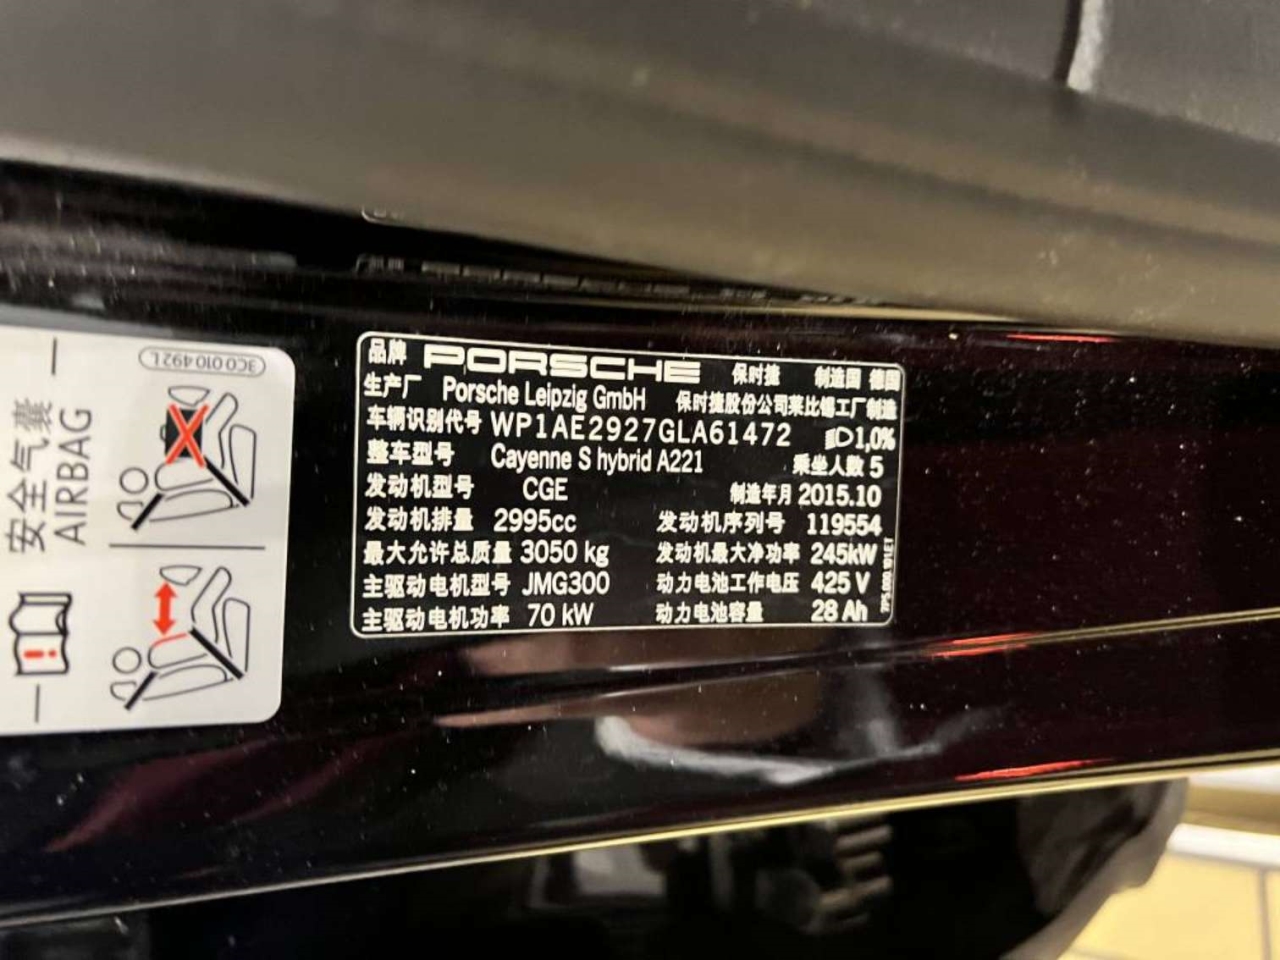 3C0 010 492 L
安全气囊
AIRBAG
品牌 PORSCHE 保时捷 制造国 德国
生产厂 Porsche Leipzig GmbH 保时捷股份公司莱比锡工厂制造
车辆识别代号 WP1AE2927GLA61472 1,0%
整车型号 Cayenne S hybrid A221 乘坐人数 5
发动机型号 CGE 制造年月 2015.10
发动机排量 2995cc 发动机序列号 119554
最大允许总质量 3050 kg 发动机最大净功率 245kW
主驱动电机型号 JMG300 动力电池工作电压 425 V
主驱动电机功率 70 kW 动力电池容量 28 Ah